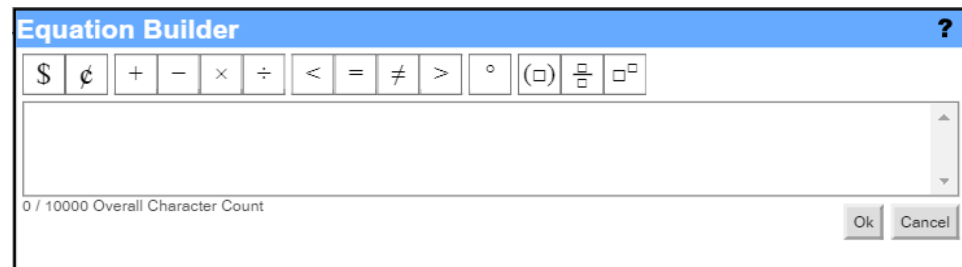 Equation Builder ?
$ ¢ + − × ÷ < = ≠ > ° (□) □/□ □^□
0 / 10000 Overall Character Count
Ok Cancel